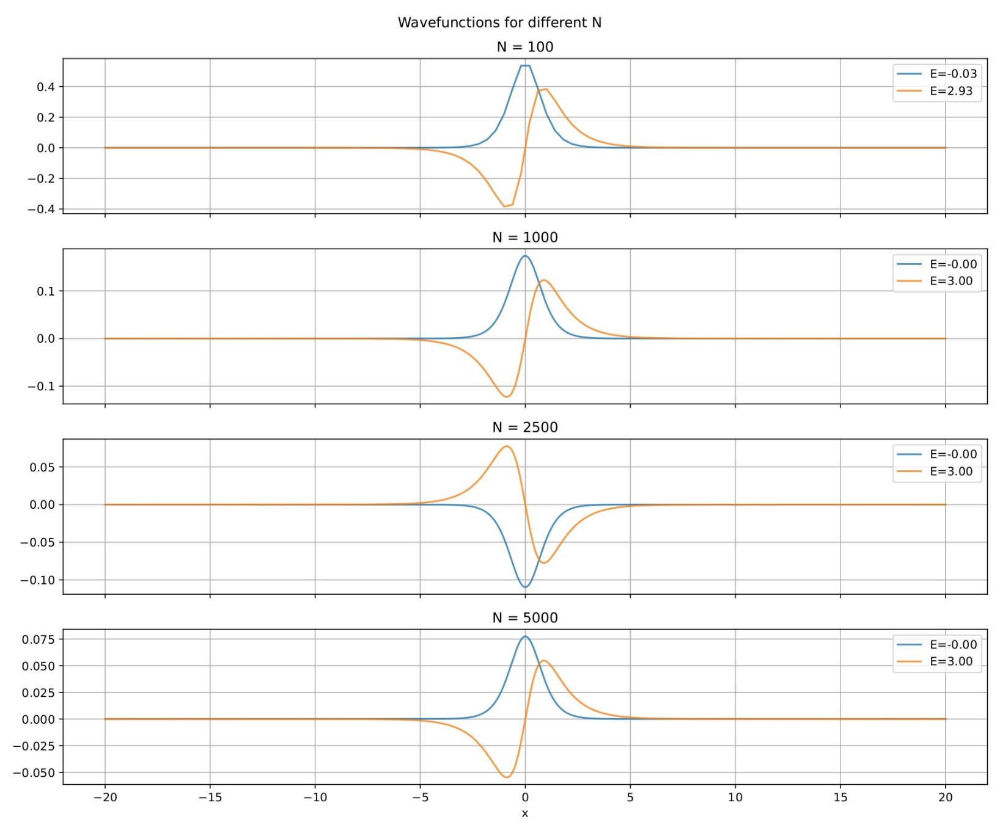 Wavefunctions for different N
N = 100
E=-0.03
E=2.93
0.4
0.2
0.0
−0.2
−0.4
N = 1000
E=-0.00
E=3.00
0.1
0.0
−0.1
N = 2500
E=-0.00
E=3.00
0.05
0.00
−0.05
−0.10
N = 5000
E=-0.00
E=3.00
0.075
0.050
0.025
0.000
−0.025
−0.050
−20 −15 −10 −5 0 5 10 15 20
x